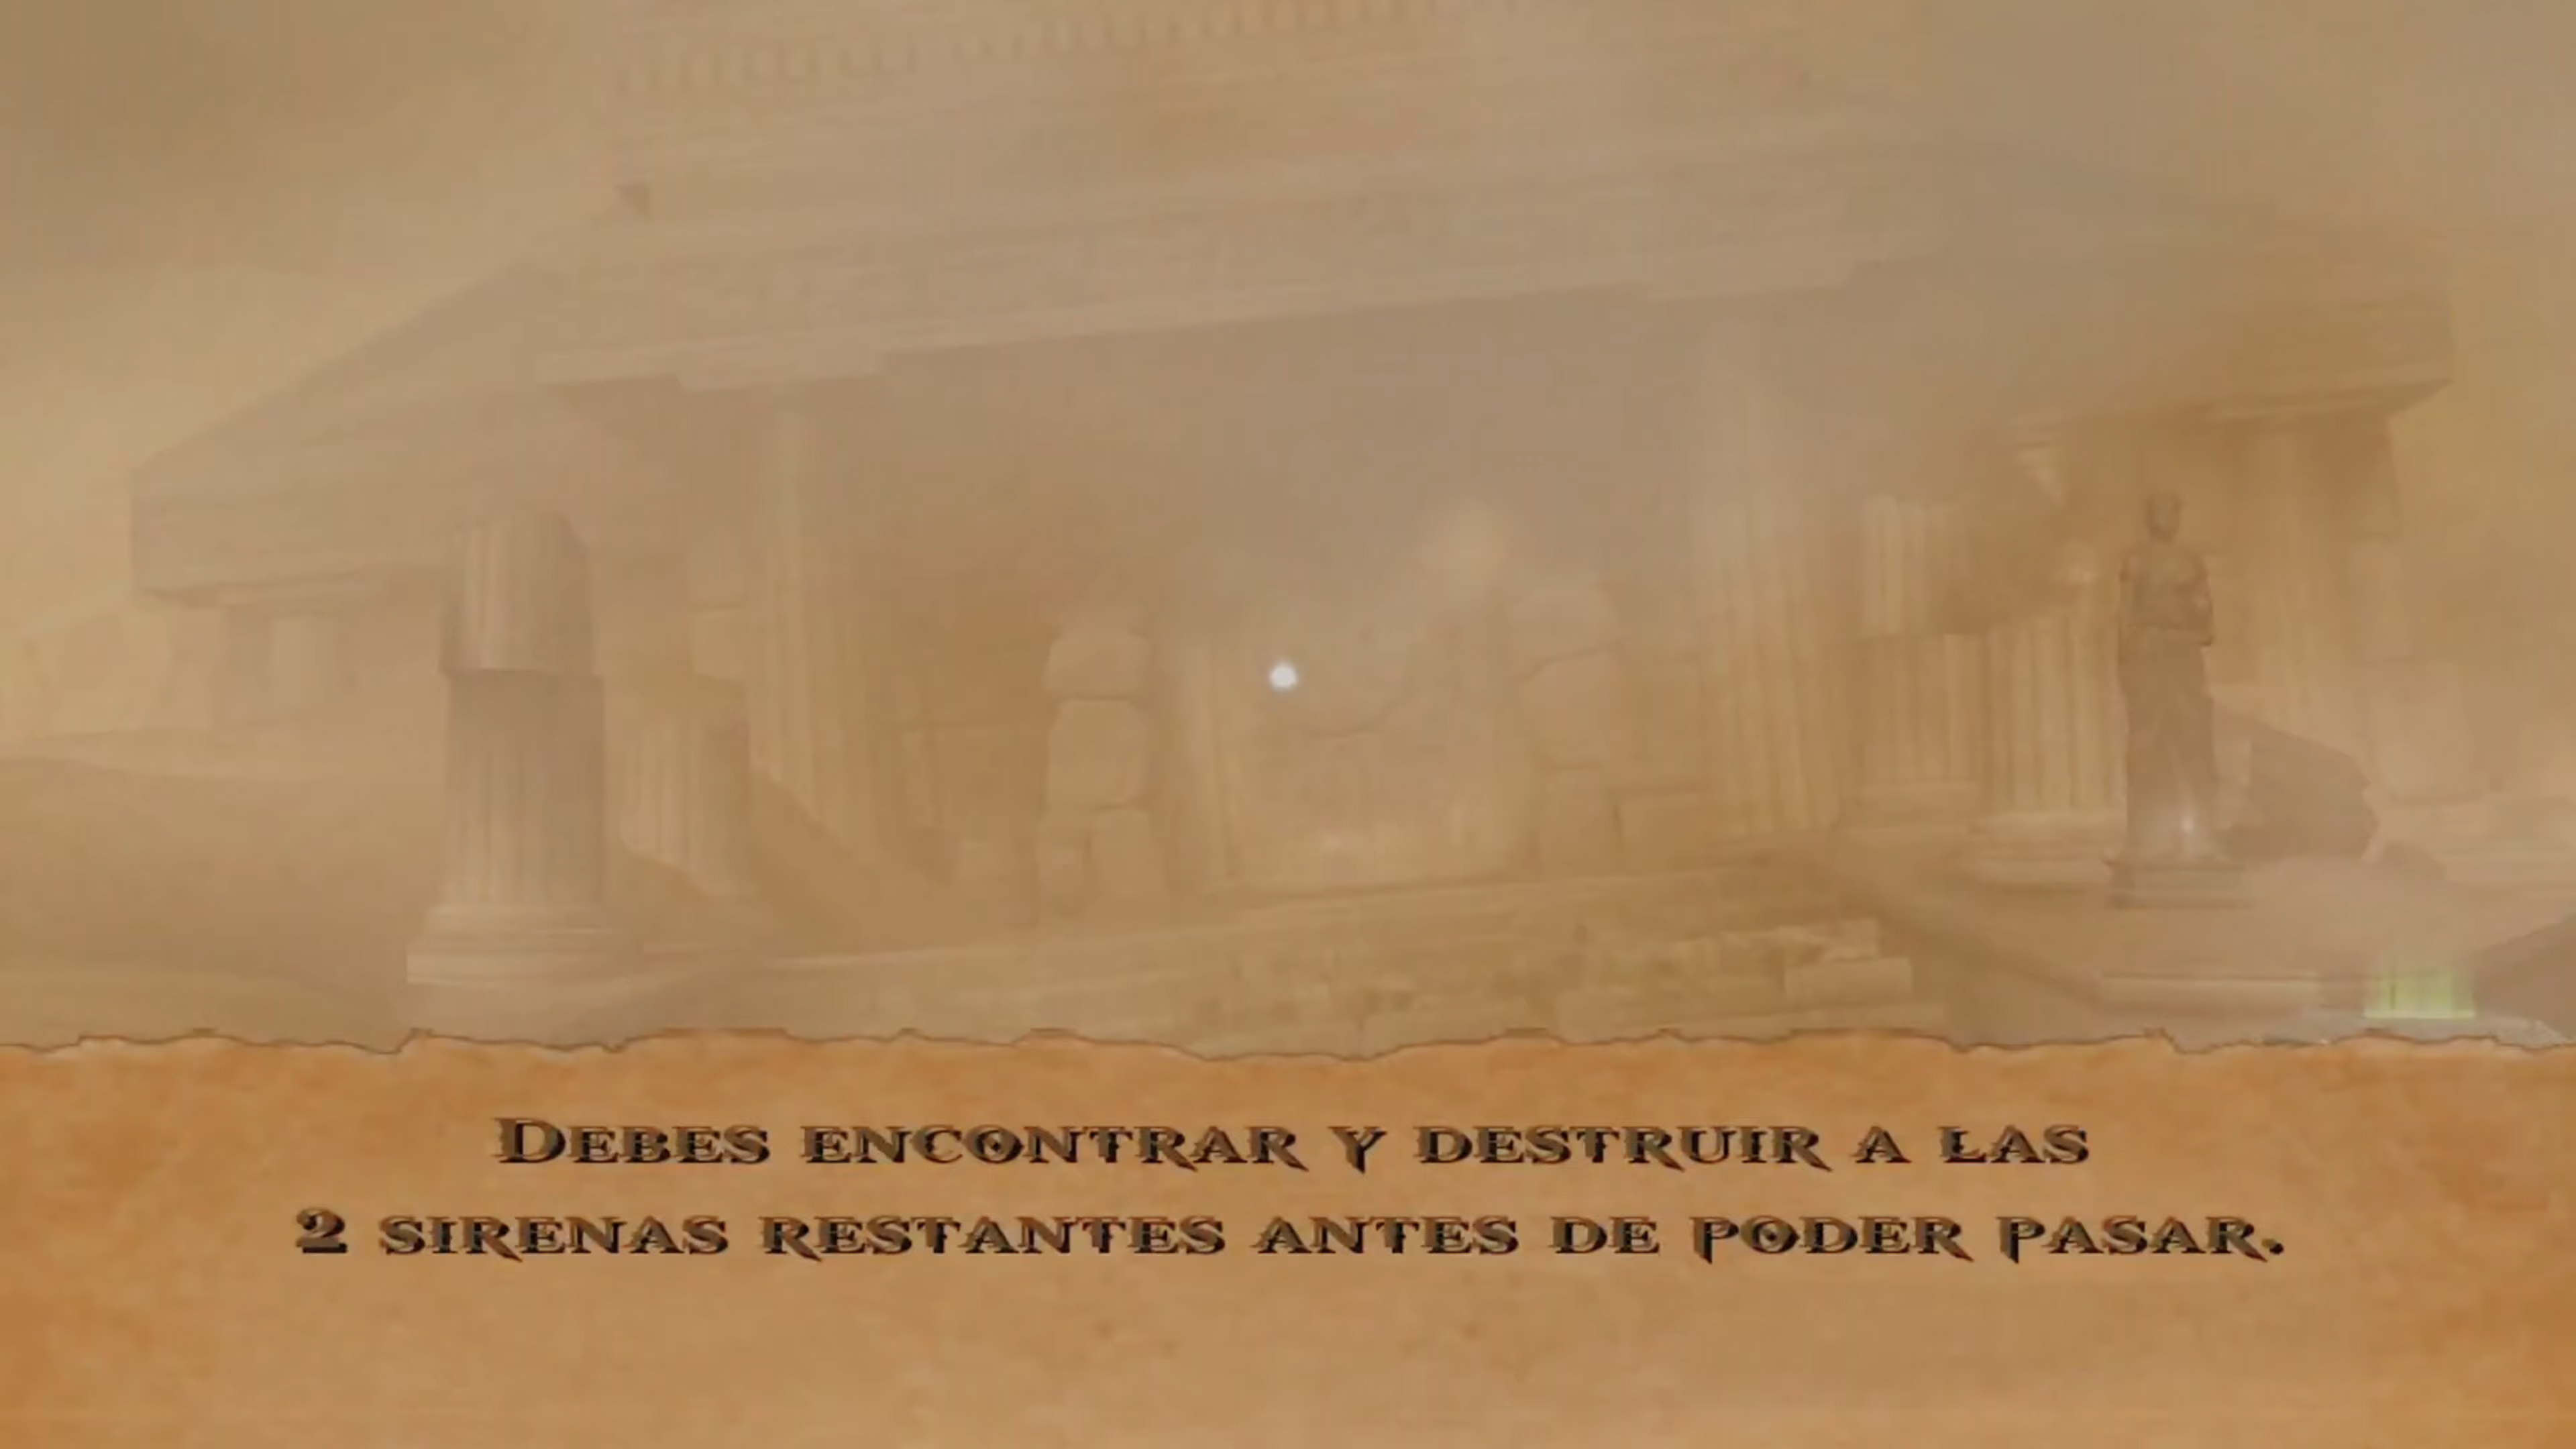 Debes encontrar y destruir a las
2 sirenas restantes antes de poder pasar.